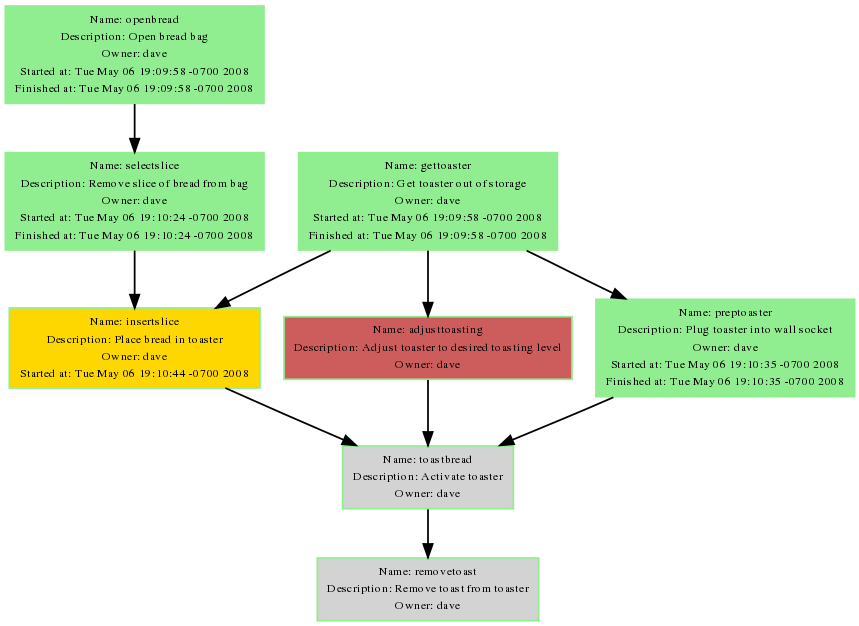 Name: openbread
Description: Open bread bag
Owner: dave
Started at: Tue May 06 19:09:58 -0700 2008
Finished at: Tue May 06 19:09:58 -0700 2008
Name: selectslice
Description: Remove slice of bread from bag
Owner: dave
Started at: Tue May 06 19:10:24 -0700 2008
Finished at: Tue May 06 19:10:24 -0700 2008
Name: gettoaster
Description: Get toaster out of storage
Owner: dave
Started at: Tue May 06 19:09:58 -0700 2008
Finished at: Tue May 06 19:09:58 -0700 2008
Name: insertslice
Description: Place bread in toaster
Owner: dave
Started at: Tue May 06 19:10:44 -0700 2008
Name: adjusttoasting
Description: Adjust toaster to desired toasting level
Owner: dave
Name: preptoaster
Description: Plug toaster into wall socket
Owner: dave
Started at: Tue May 06 19:10:35 -0700 2008
Finished at: Tue May 06 19:10:35 -0700 2008
Name: toastbread
Description: Activate toaster
Owner: dave
Name: removetoast
Description: Remove toast from toaster
Owner: dave